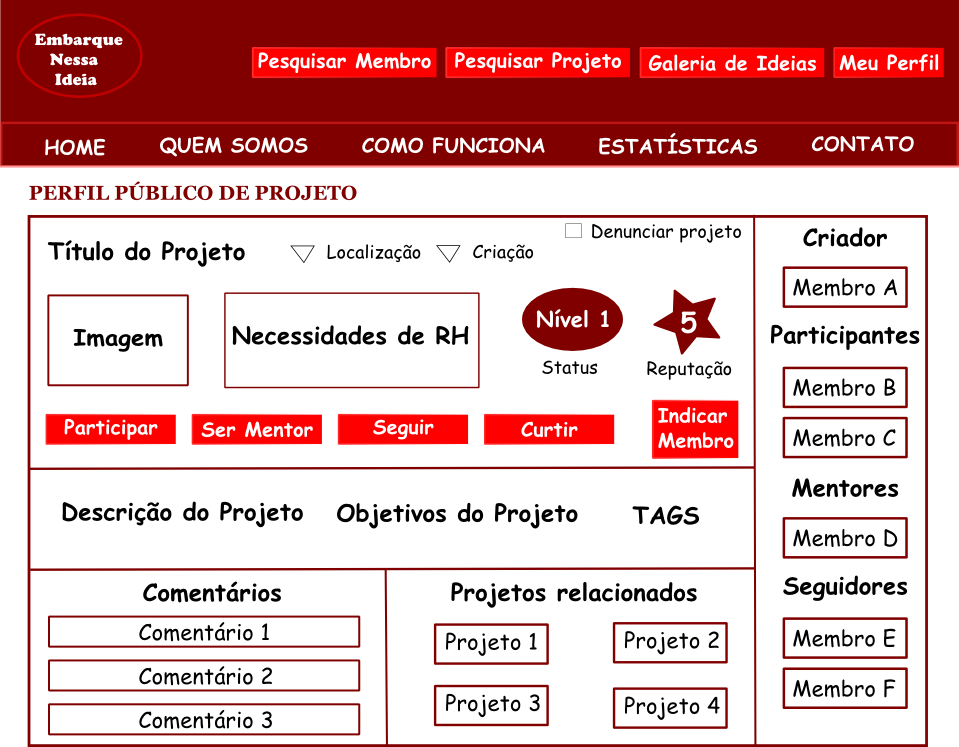 Embarque
Nessa
Ideia
Pesquisar Membro
Pesquisar Projeto
Galeria de Ideias
Meu Perfil
HOME
QUEM SOMOS
COMO FUNCIONA
ESTATÍSTICAS
CONTATO
PERFIL PÚBLICO DE PROJETO
Denunciar projeto
Título do Projeto
Localização
Criação
Imagem
Necessidades de RH
Nível 1
Status
5
Reputação
Participar
Ser Mentor
Seguir
Curtir
Indicar
Membro
Descrição do Projeto
Objetivos do Projeto
TAGS
Comentários
Comentário 1
Comentário 2
Comentário 3
Projetos relacionados
Projeto 1
Projeto 2
Projeto 3
Projeto 4
Criador
Membro A
Participantes
Membro B
Membro C
Mentores
Membro D
Seguidores
Membro E
Membro F